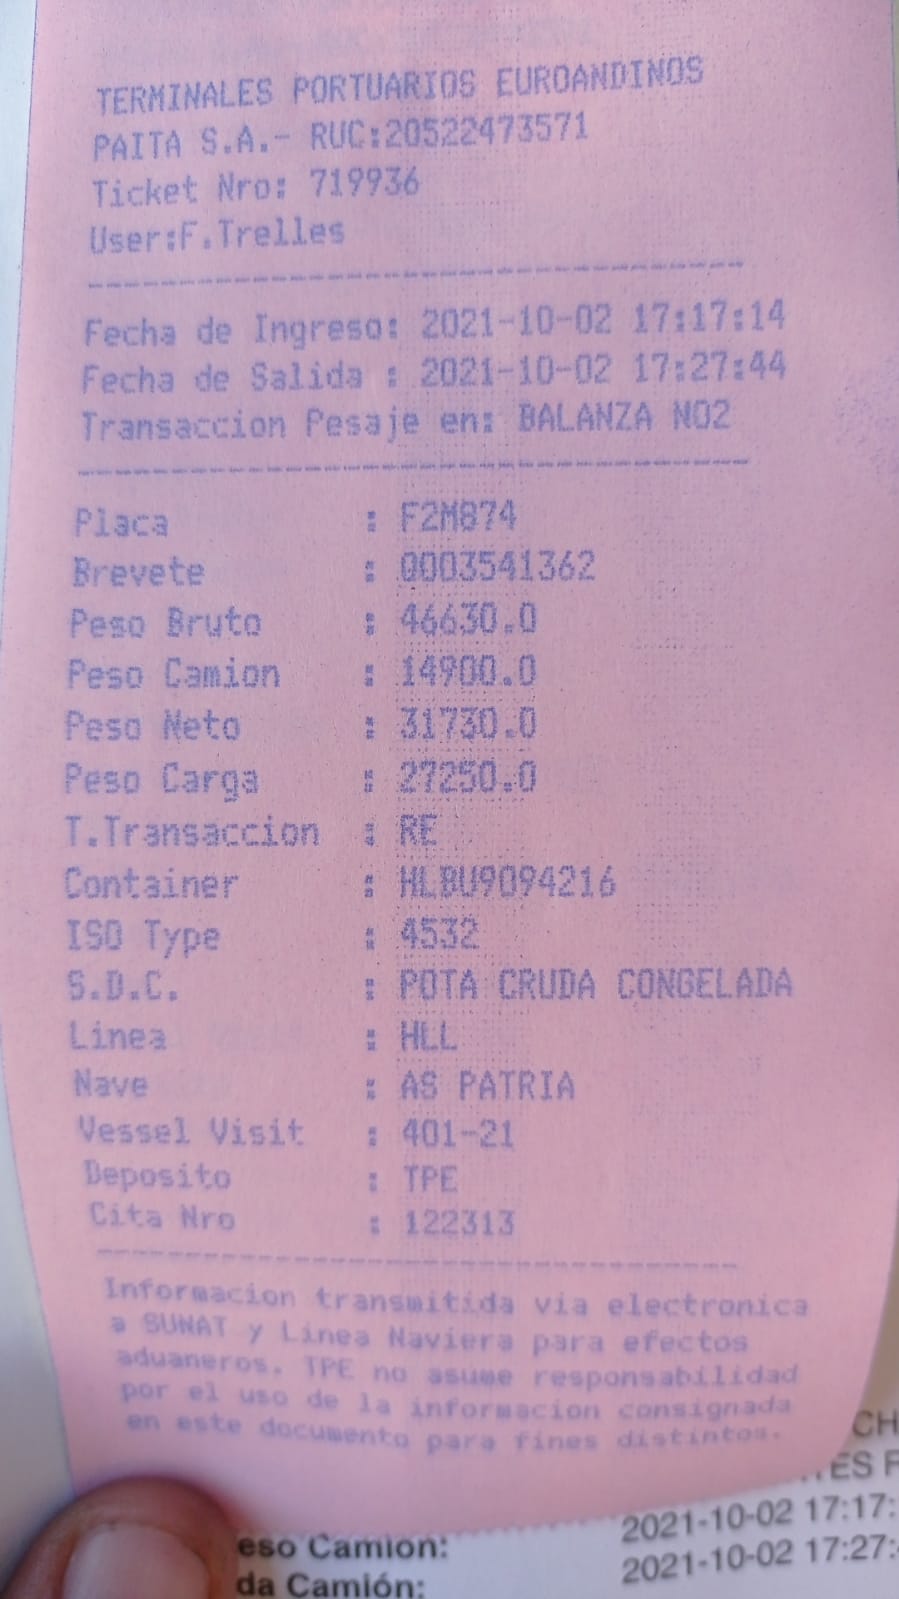 TERMINALES PORTUARIOS EUROANDINOS
PAITA S.A.- RUC:20522473571
Ticket Nro: 719936
User:F.Trelles
Fecha de Ingreso: 2021-10-02 17:17:14
Fecha de Salida : 2021-10-02 17:27:44
Transaccion Pesaje en: BALANZA NO2
Placa : F2M874
Brevete : 0003541362
Peso Bruto : 46630.0
Peso Camion : 14900.0
Peso Neto : 31730.0
Peso Carga : 27250.0
T.Transaccion : RE
Container : HLBU9094216
ISO Type : 4532
S.D.C. : POTA CRUDA CONGELADA
Linea : HLL
Nave : AS PATRIA
Vessel Visit : 401-21
Deposito : TPE
Cita Nro : 122313
Informacion transmitida via electronica
a SUNAT y Linea Naviera para efectos
aduaneros. TPE no asume responsabilidad
por el uso de la informacion consignada
en este documento para fines distintos.
CH
ES F
eso Camion: 2021-10-02 17:17:
da Camión: 2021-10-02 17:27: